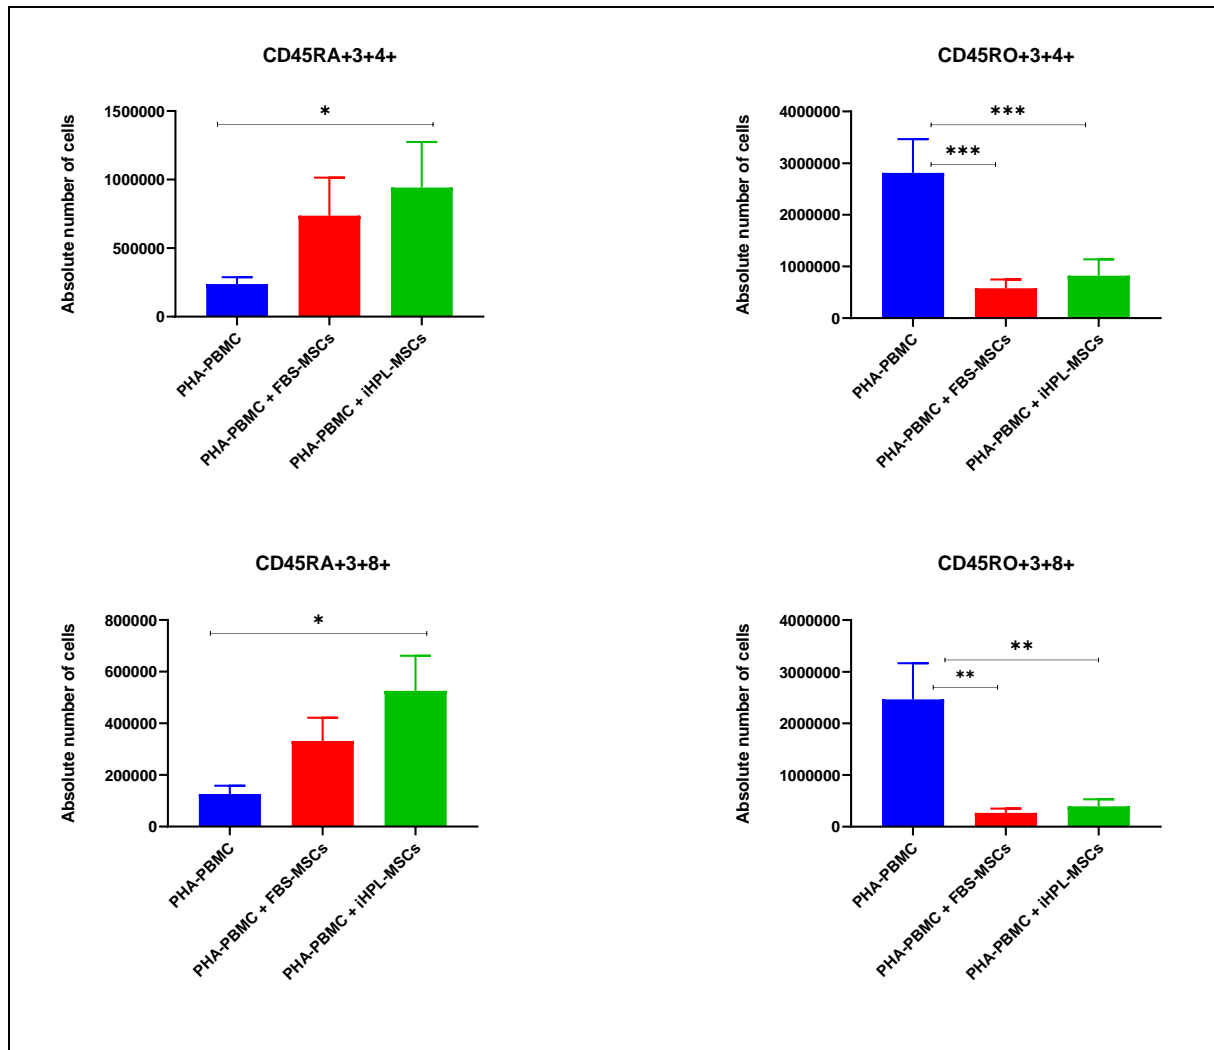 CD45RA+3+4+
Absolute number of cells
1500000
1000000
500000
0
*
PHA-PBMC
PHA-PBMC + FBS-MSCs
PHA-PBMC + iHPL-MSCs
CD45RO+3+4+
Absolute number of cells
4000000
3000000
2000000
1000000
0
***
***
PHA-PBMC
PHA-PBMC + FBS-MSCs
PHA-PBMC + iHPL-MSCs
CD45RA+3+8+
Absolute number of cells
800000
600000
400000
200000
0
*
PHA-PBMC
PHA-PBMC + FBS-MSCs
PHA-PBMC + iHPL-MSCs
CD45RO+3+8+
Absolute number of cells
4000000
3000000
2000000
1000000
0
**
**
PHA-PBMC
PHA-PBMC + FBS-MSCs
PHA-PBMC + iHPL-MSCs